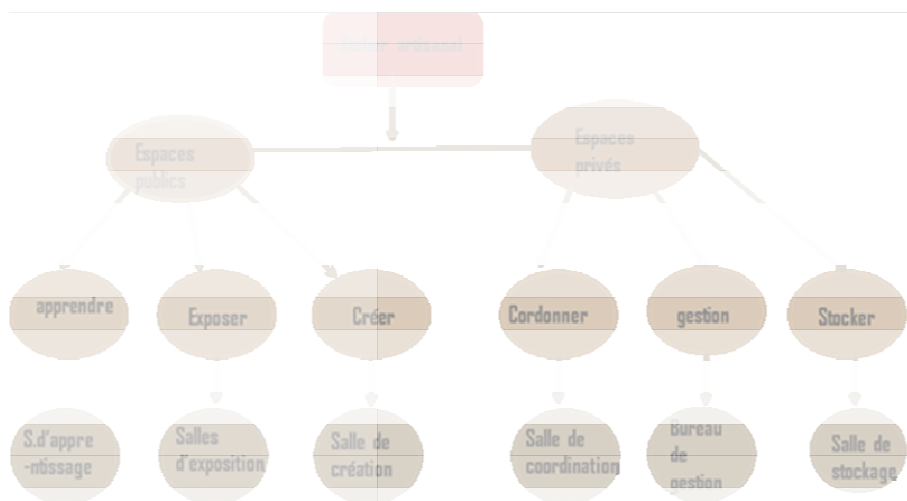 artisanal
Espaces
publics
Espaces
privés
apprendre
Exposer
Créer
Cordonner
gestion
Stocker
S.d'appre
-ntissage
Salles
d'exposition
Salle de
création
Salle de
coordination
Bureau
de
gestion
Salle de
stockage